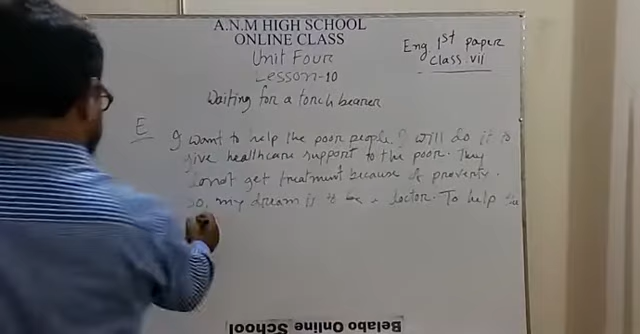 A.N.M HIGH SCHOOL
ONLINE CLASS
Eng. 1st paper
Class VII
Unit Four
Lesson-10
Waiting for a torch bearer
E I want to help the poor people. I will do it to
give healthcare support to the poor. They
donot get treatment because of proverty.
So, my dream is to be a doctor. To help the
Belabo Online School